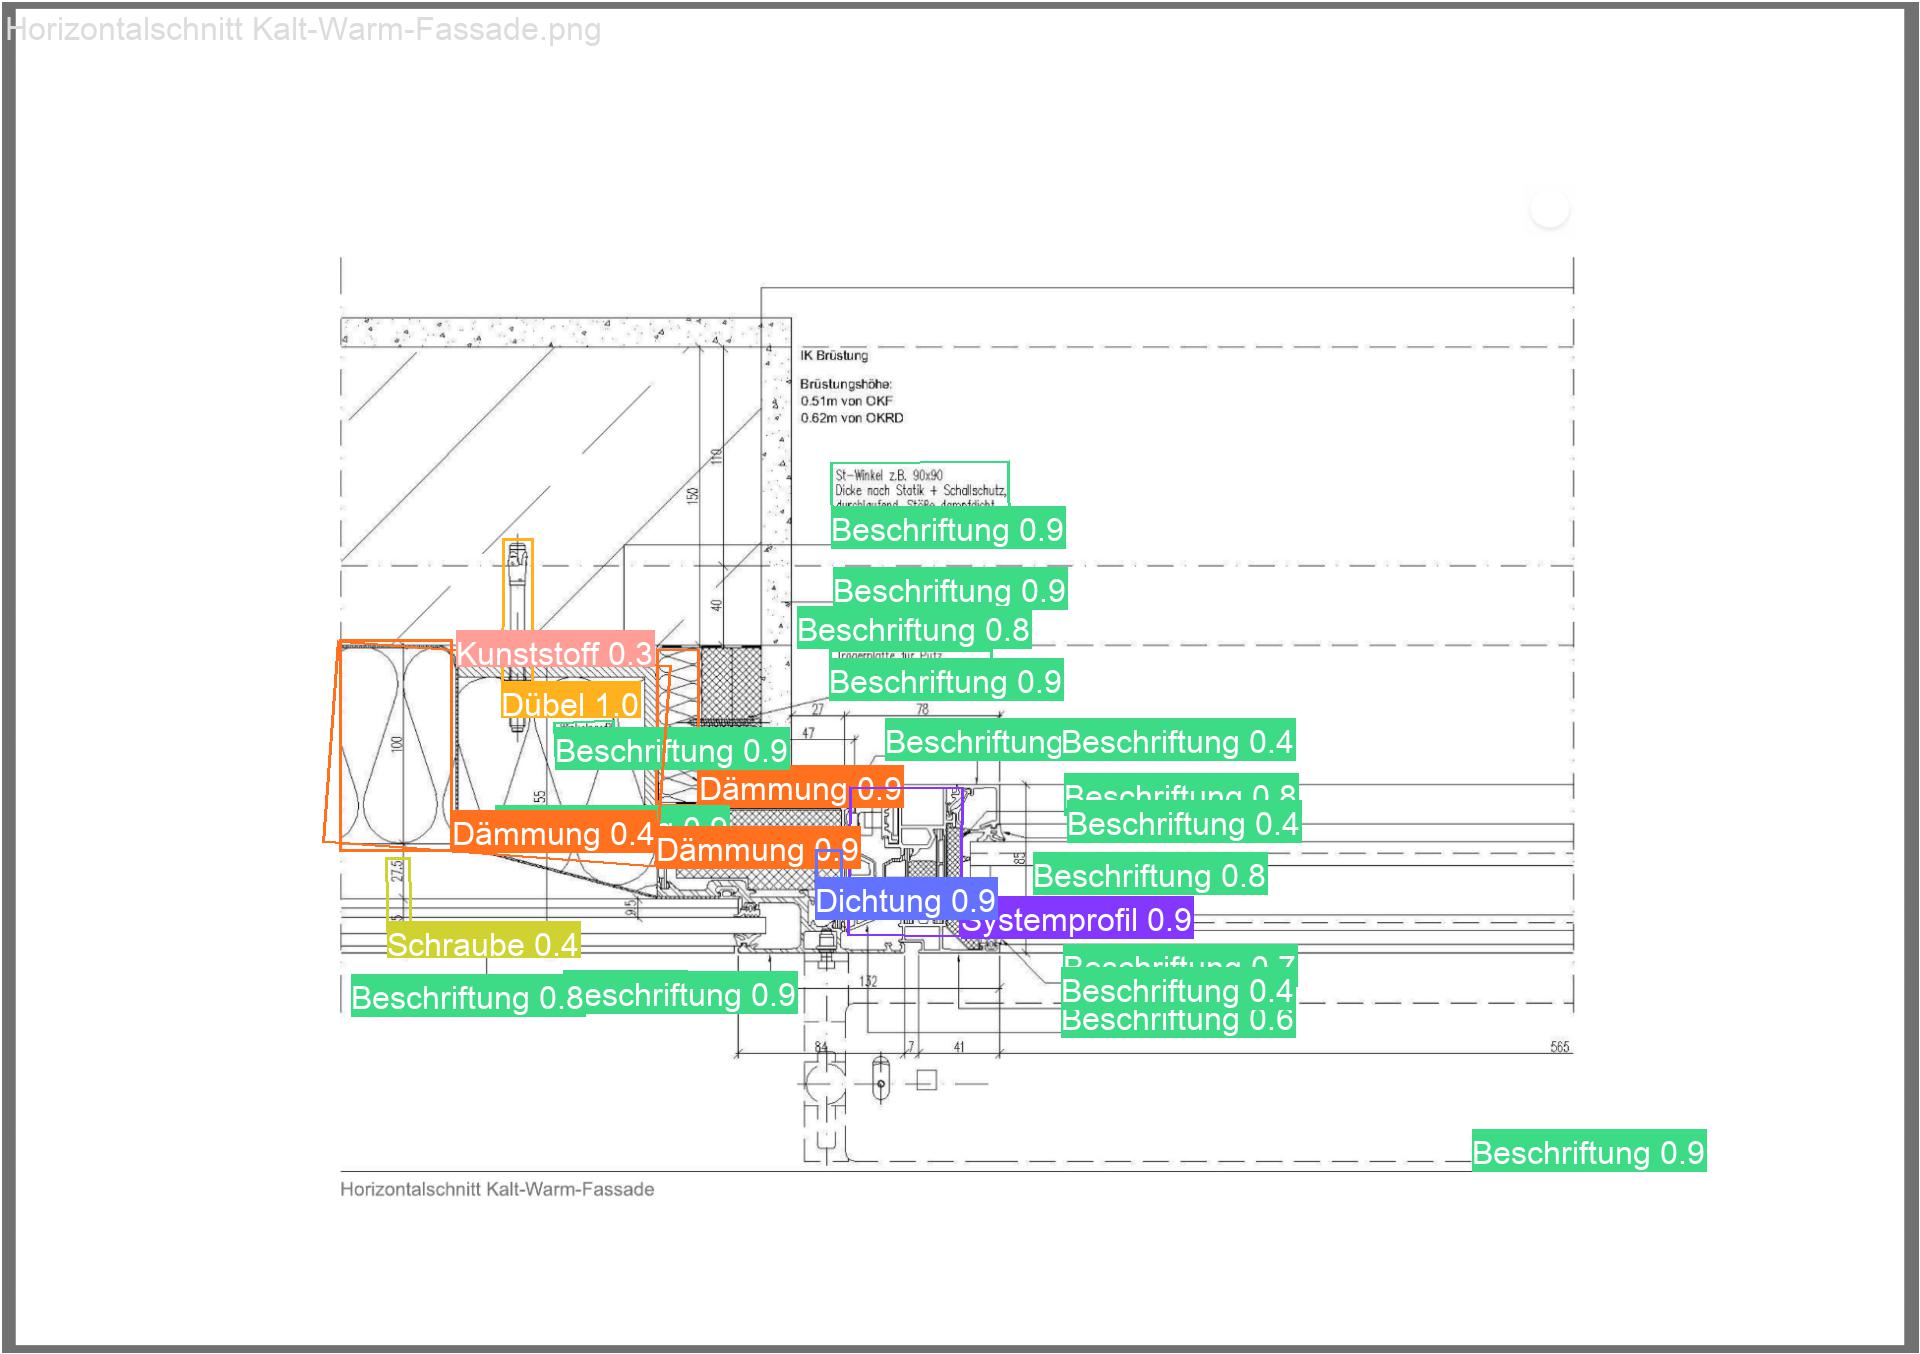 Horizontalschnitt Kalt-Warm-Fassade.png
IK Brüstung
Brüstungshöhe:
0.51m von OKF
0.62m von OKRD
110
150
St-Winkel z.B. 90x90
Dicke nach Statik + Schallschutz,
durchlaufend, Stöße dampfdicht
Beschriftung 0.9
Beschriftung 0.9
40
Beschriftung 0.8
Kunststoff 0.3
Trägerplatte für Putz
Beschriftung 0.9
Dübel 1.0
27
78
47
Beschriftung
Beschriftung 0.4
100
Beschriftung 0.9
Dämmung 0.9
55
Beschriftung 0.8
Beschriftung 0.4
Dämmung 0.4
Dämmung 0.9
85
27.5
Beschriftung 0.8
Dichtung 0.9
9.5
Systemprofil 0.9
5
Schraube 0.4
Beschriftung 0.7
132
Beschriftung 0.8
eschriftung 0.9
Beschriftung 0.4
Beschriftung 0.6
84
7
41
565
Beschriftung 0.9
Horizontalschnitt Kalt-Warm-Fassade